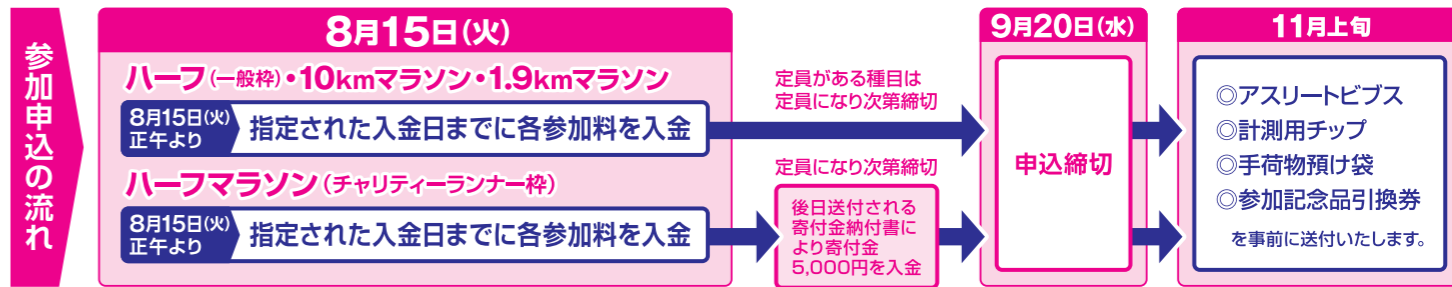 参加申込の流れ
8月15日(火)
ハーフ(一般枠)・10kmマラソン・1.9kmマラソン
8月15日(火)
正午より
指定された入金日までに各参加料を入金
定員がある種目は
定員になり次第締切
ハーフマラソン(チャリティーランナー枠)
8月15日(火)
正午より
指定された入金日までに各参加料を入金
定員になり次第締切
後日送付される
寄付金納付書に
より寄付金
5,000円を入金
9月20日(水)
申込締切
11月上旬
◎アスリートビブス
◎計測用チップ
◎手荷物預け袋
◎参加記念品引換券
を事前に送付いたします。